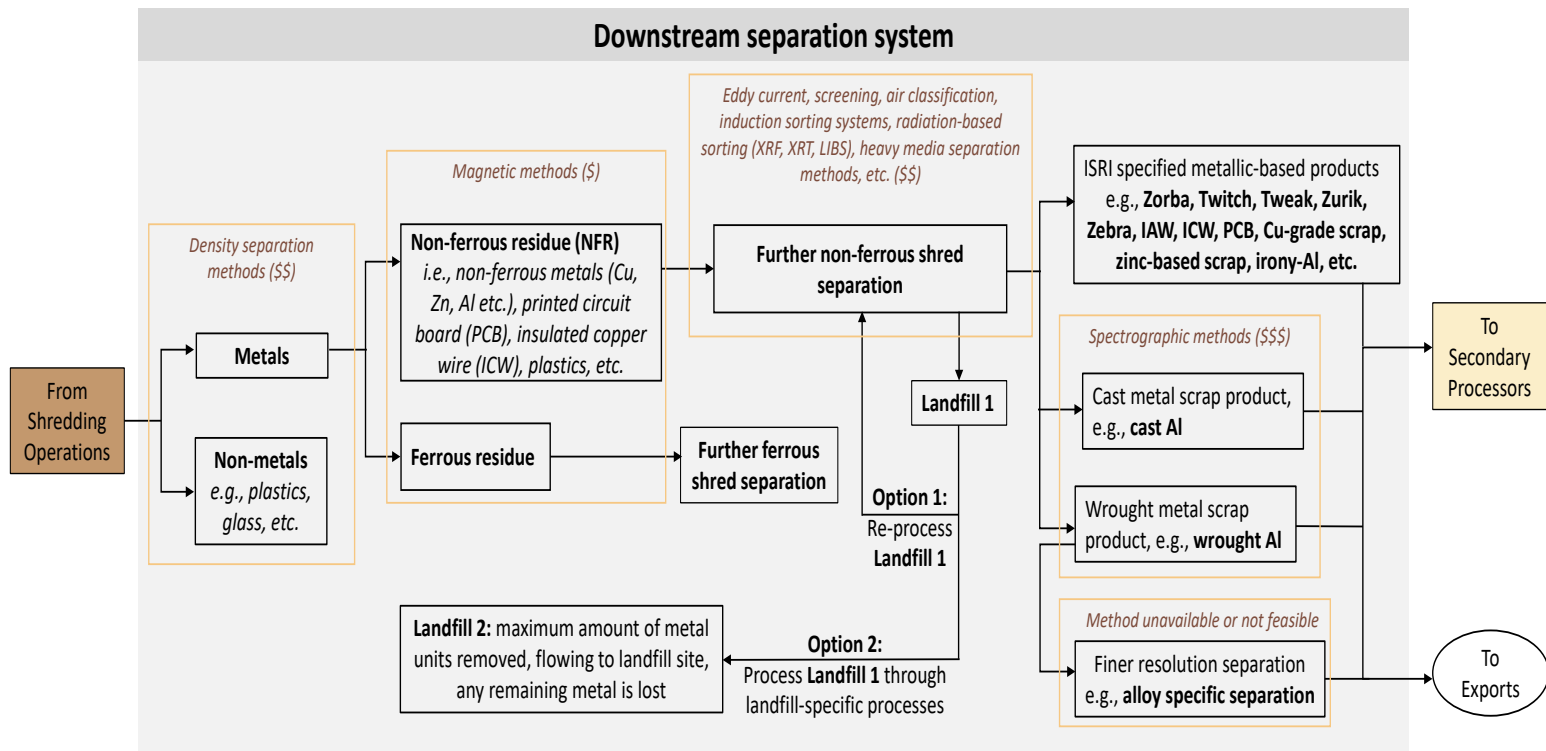 Downstream separation system
From
Shredding
Operations
Density separation
methods ($$)
Metals
Non-metals
e.g., plastics,
glass, etc.
Magnetic methods ($)
Non-ferrous residue (NFR)
i.e., non-ferrous metals (Cu,
Zn, Al etc.), printed circuit
board (PCB), insulated copper
wire (ICW), plastics, etc.
Ferrous residue
Further ferrous
shred separation
Eddy current, screening, air classification,
induction sorting systems, radiation-based
sorting (XRF, XRT, LIBS), heavy media separation
methods, etc. ($$)
Further non-ferrous shred
separation
Landfill 1
Option 1:
Re-process
Landfill 1
Option 2:
Process Landfill 1 through
landfill-specific processes
Landfill 2: maximum amount of metal
units removed, flowing to landfill site,
any remaining metal is lost
ISRI specified metallic-based products
e.g., Zorba, Twitch, Tweak, Zurik,
Zebra, IAW, ICW, PCB, Cu-grade scrap,
zinc-based scrap, irony-Al, etc.
Spectrographic methods ($$$)
Cast metal scrap product,
e.g., cast Al
Wrought metal scrap
product, e.g., wrought Al
Method unavailable or not feasible
Finer resolution separation
e.g., alloy specific separation
To
Secondary
Processors
To
Exports